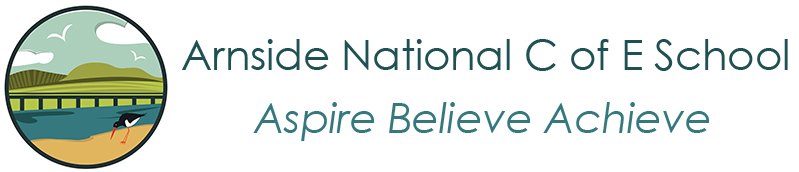 Arnside National C of E School
Aspire Believe Achieve